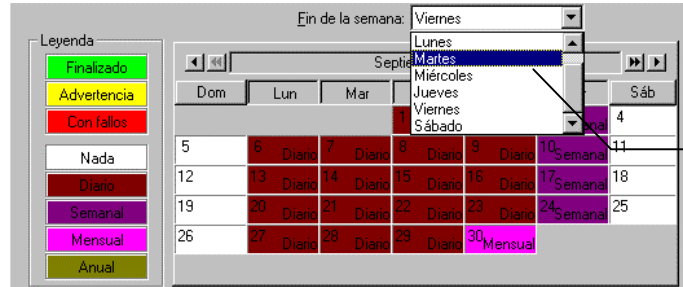 Fin de la semana: Viernes
Leyenda
Finalizado
Advertencia
Con fallos
Nada
Diario
Semanal
Mensual
Anual
Lunes
Martes
Miércoles
Jueves
Viernes
Sábado
Septie
Dom Lun Mar Sáb
1 4
5 6 Diario 7 Diario 8 Diario 9 Diario 10 Semanal 11
12 13 Diario 14 Diario 15 Diario 16 Diario 17 Semanal 18
19 20 Diario 21 Diario 22 Diario 23 Diario 24 Semanal 25
26 27 Diario 28 Diario 29 Diario 30 Mensual